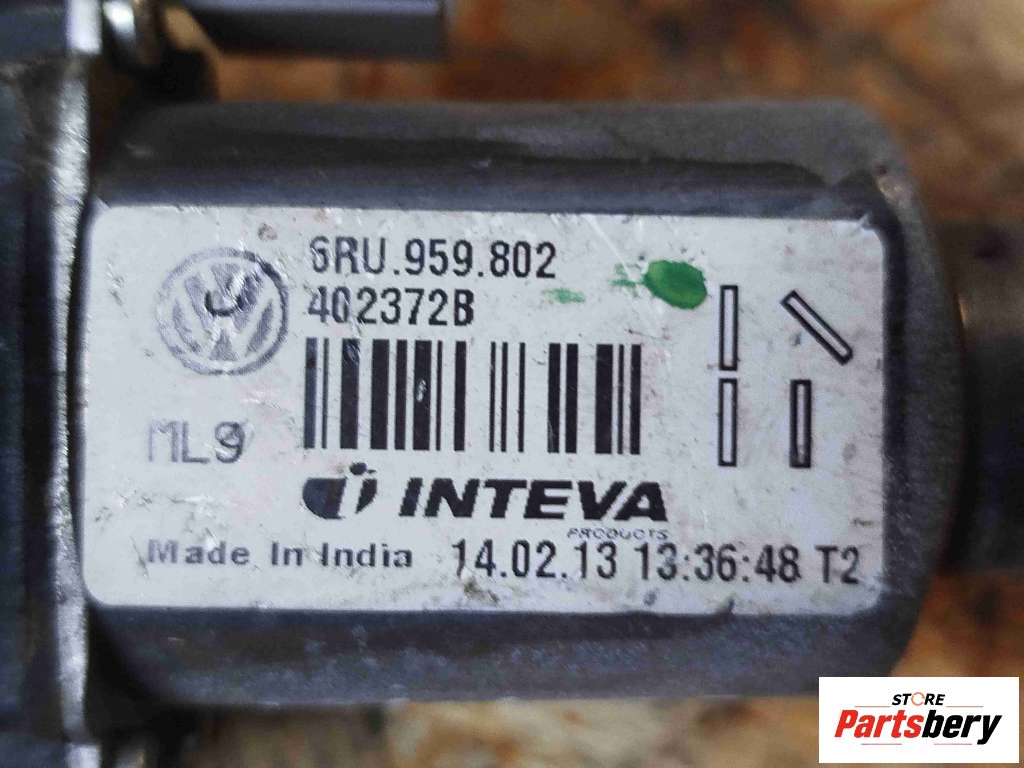 6RU.959.802
402372B
ML9
INTEVA
PRODUCTS
Made In India 14.02.13 13:36:48 T2
STORE
Partsbery